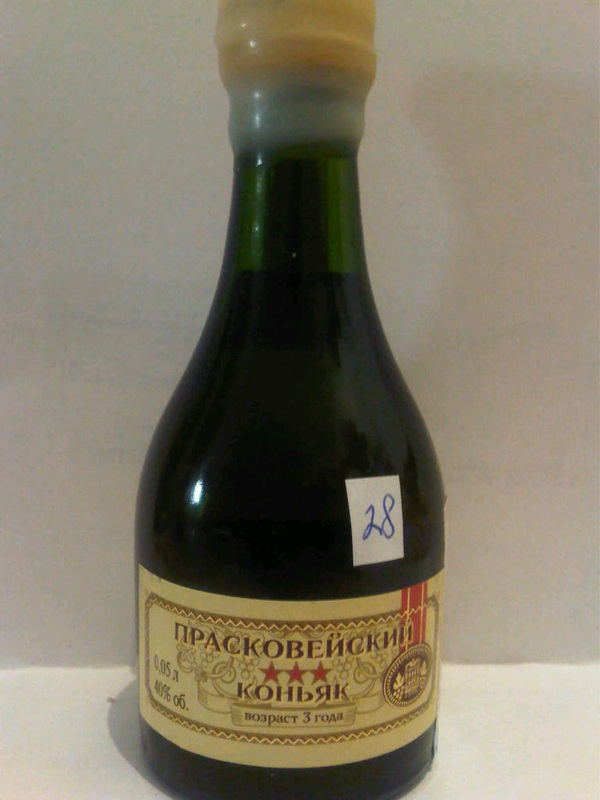 28
ПРАСКОВЕЙСКИЙ
0,05 л
40% об.
КОНЬЯК
возраст 3 года